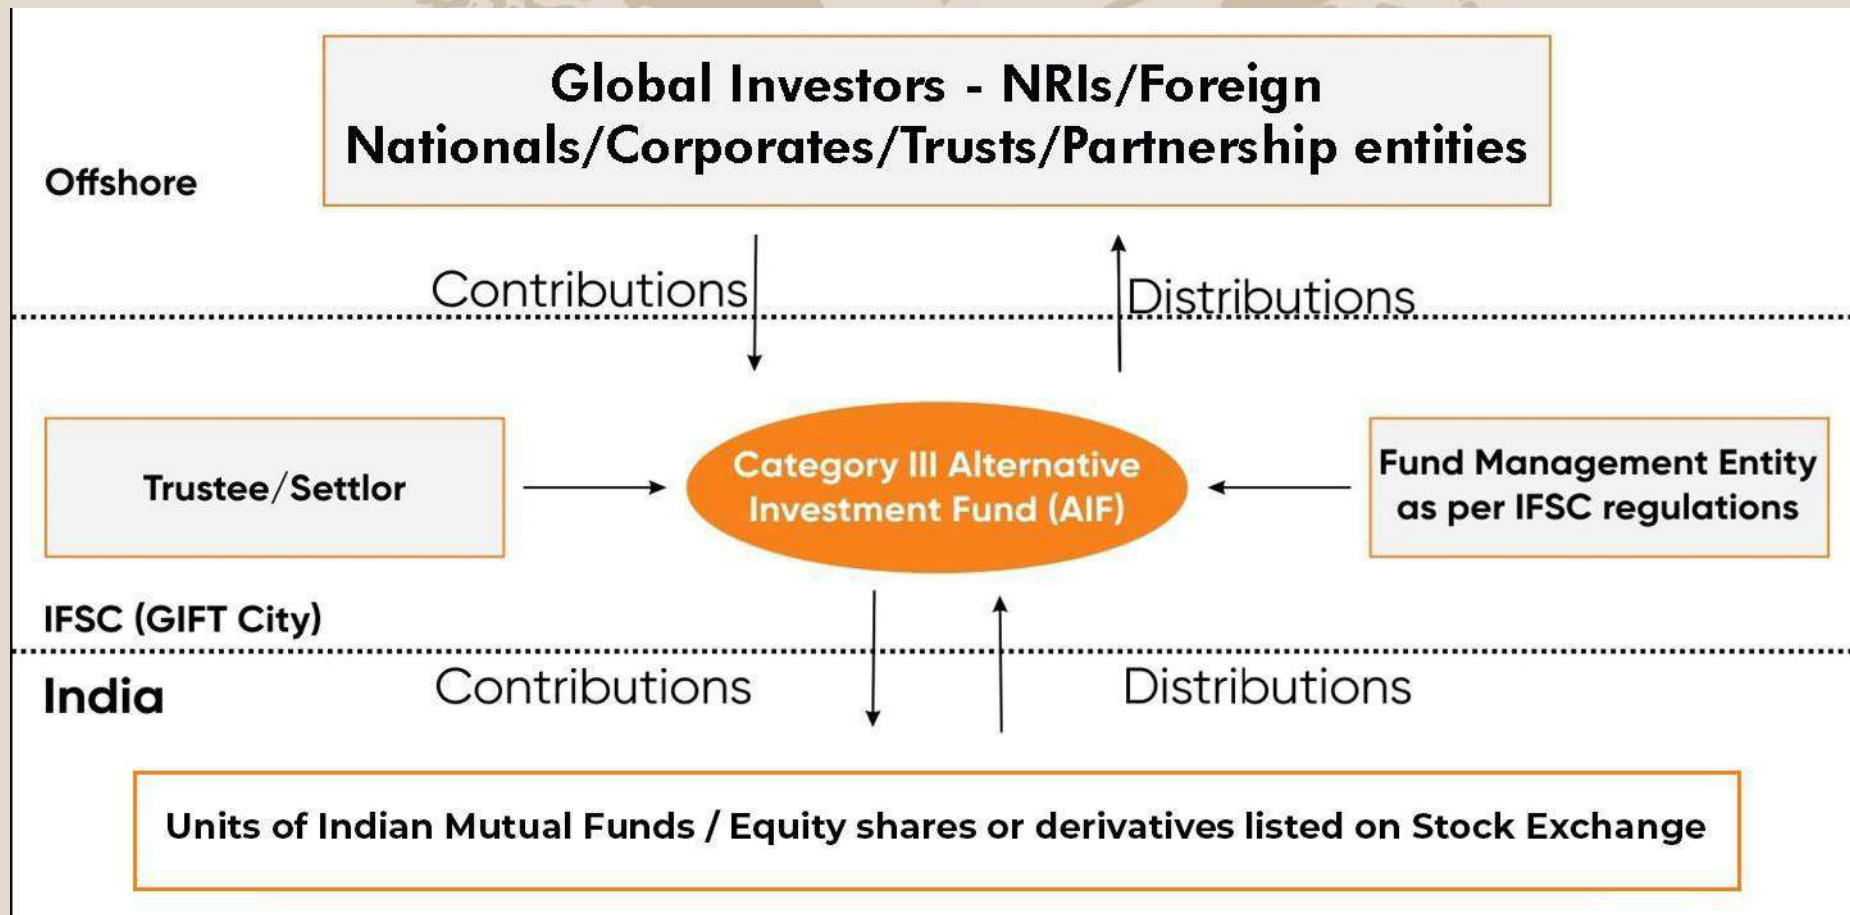 Global Investors - NRIs/Foreign
Nationals/Corporates/Trusts/Partnership entities
Offshore
Contributions
Distributions
Trustee/Settlor
Category III Alternative
Investment Fund (AIF)
Fund Management Entity
as per IFSC regulations
IFSC (GIFT City)
India
Contributions
Distributions
Units of Indian Mutual Funds / Equity shares or derivatives listed on Stock Exchange